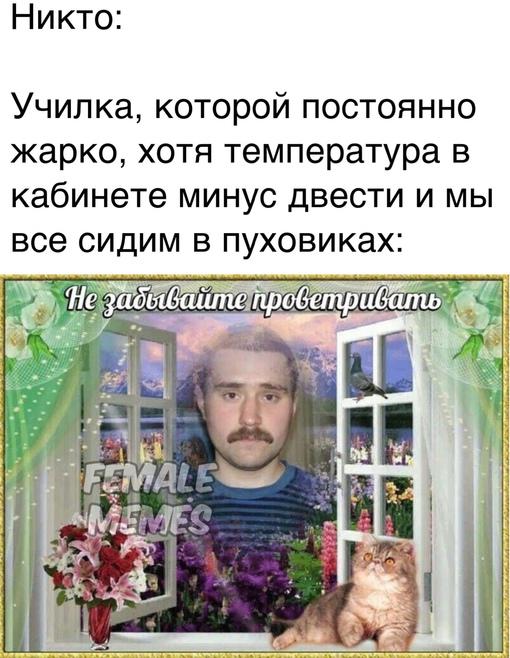 Никто:
Училка, которой постоянно
жарко, хотя температура в
кабинете минус двести и мы
все сидим в пуховиках:
Не забывайте проветривать
FEMALE
MEMES